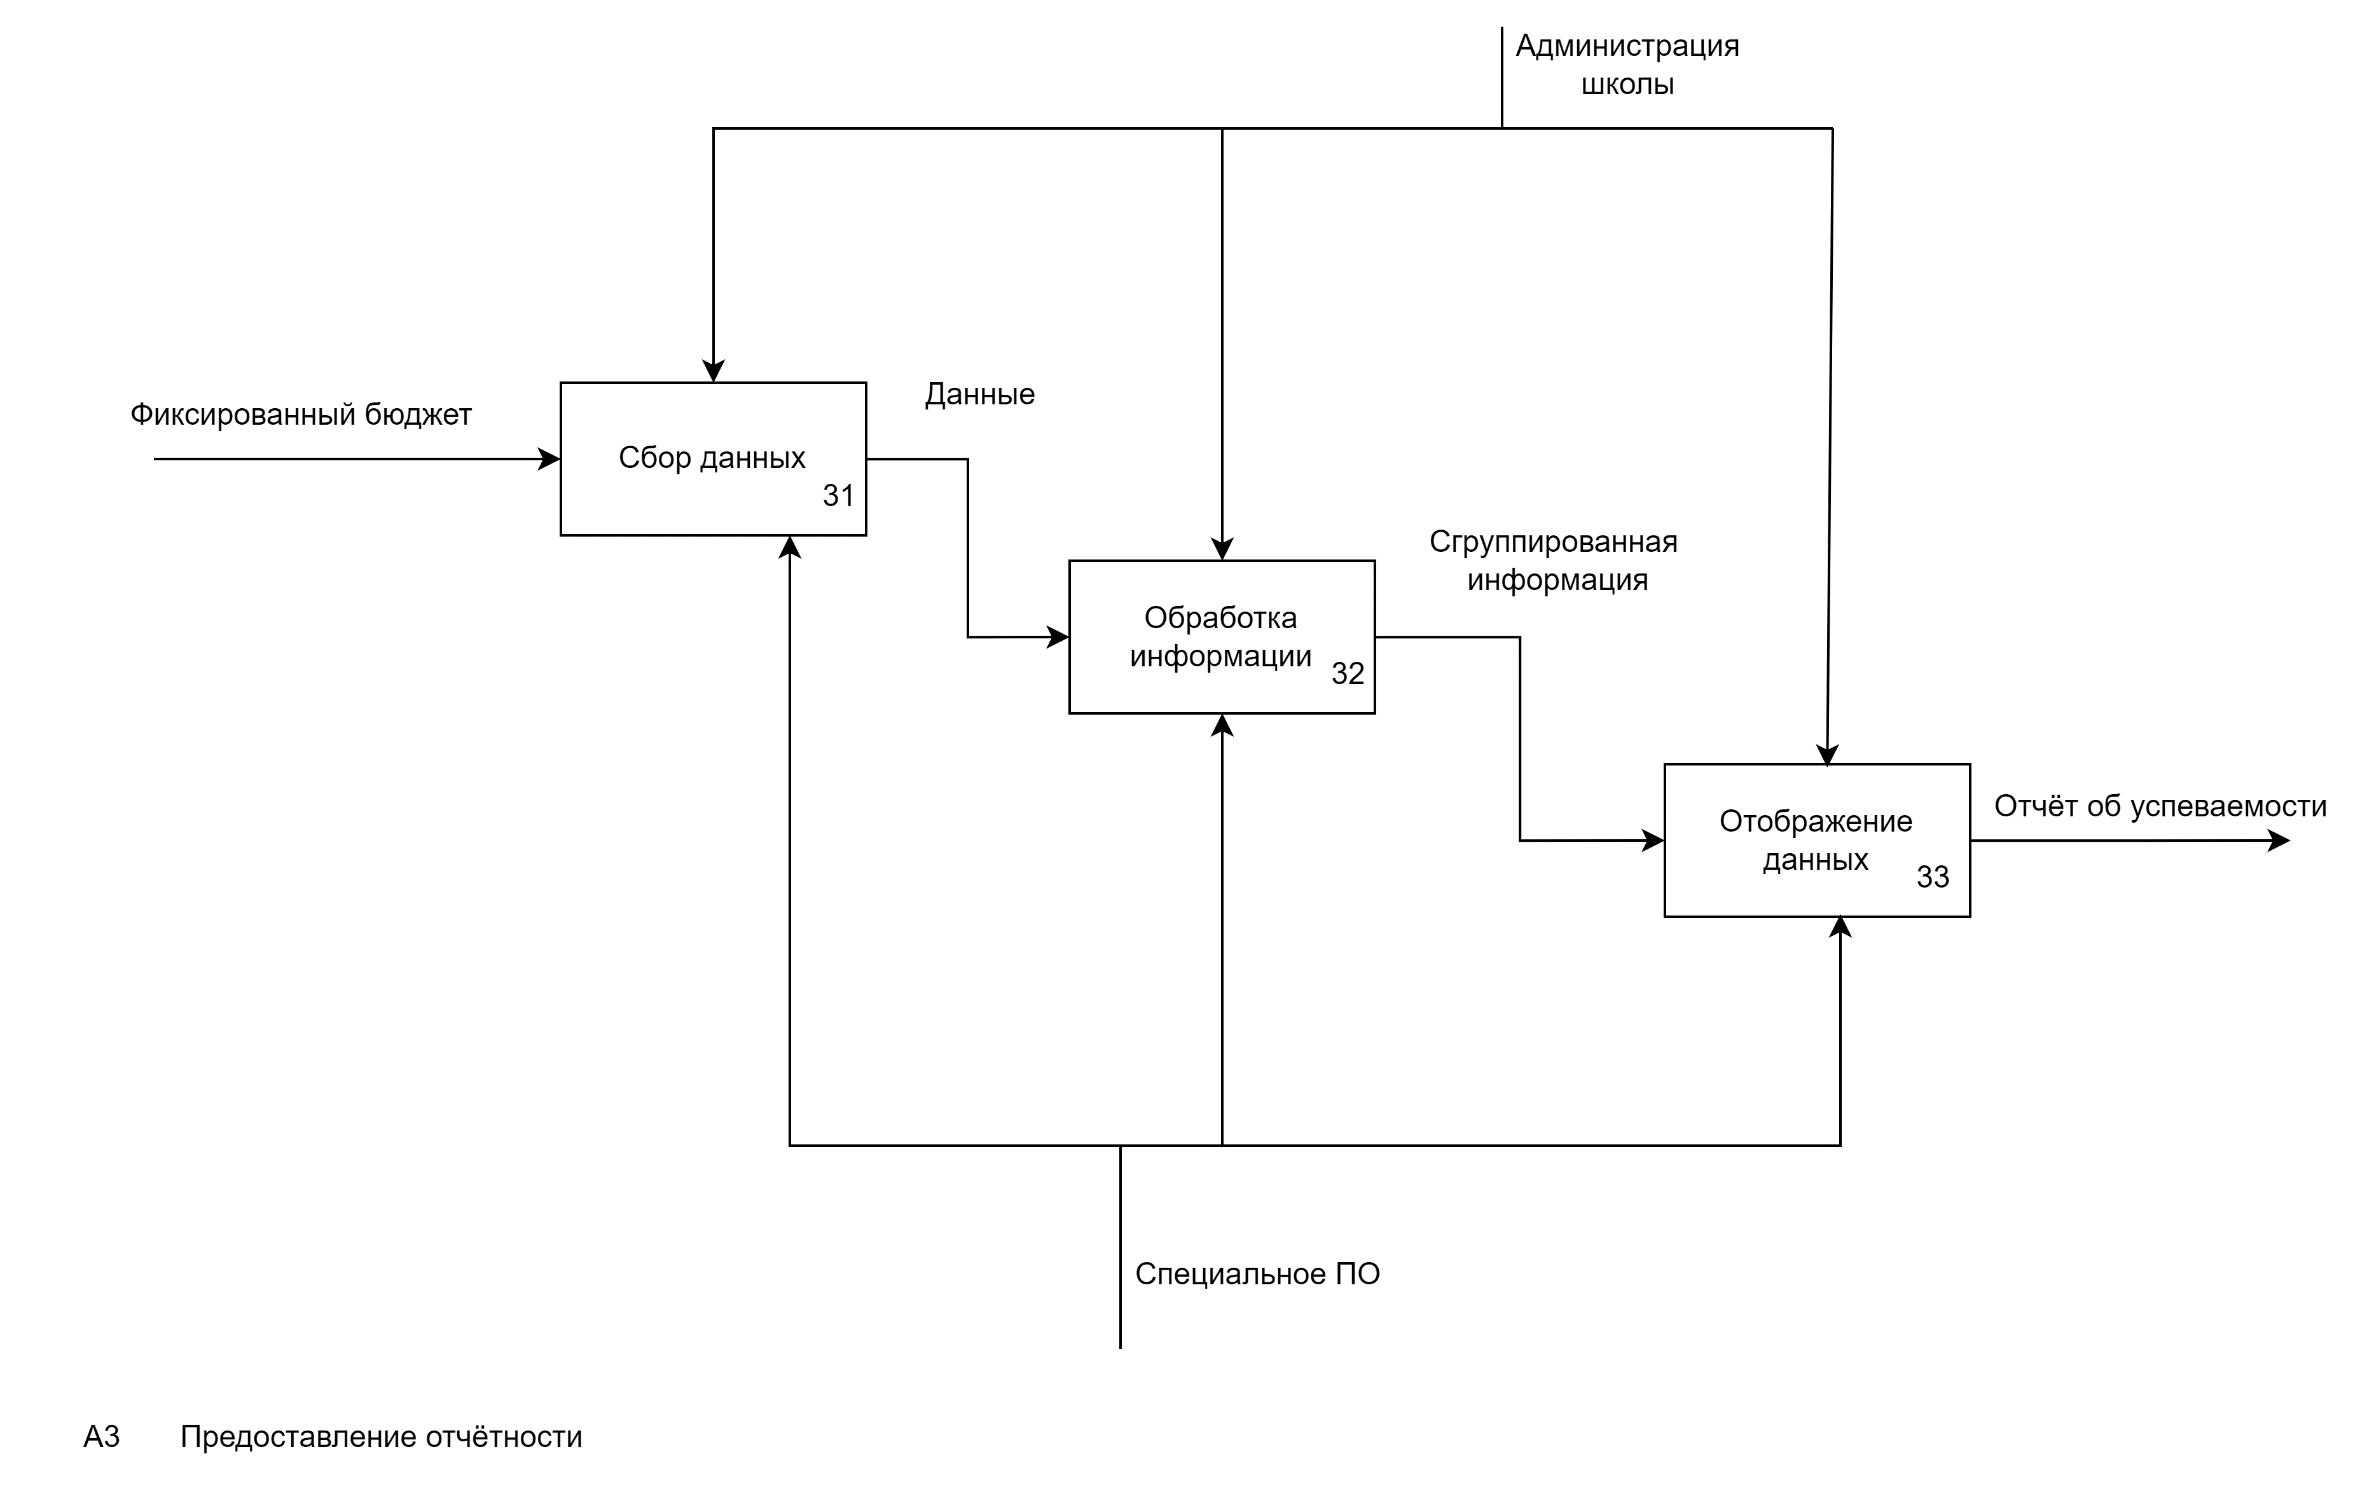 Администрация
школы
Фиксированный бюджет
Данные
Сбор данных
31
Сгруппированная
информация
Обработка
информации
32
Отображение
данных
33
Отчёт об успеваемости
Специальное ПО
А3 Предоставление отчётности